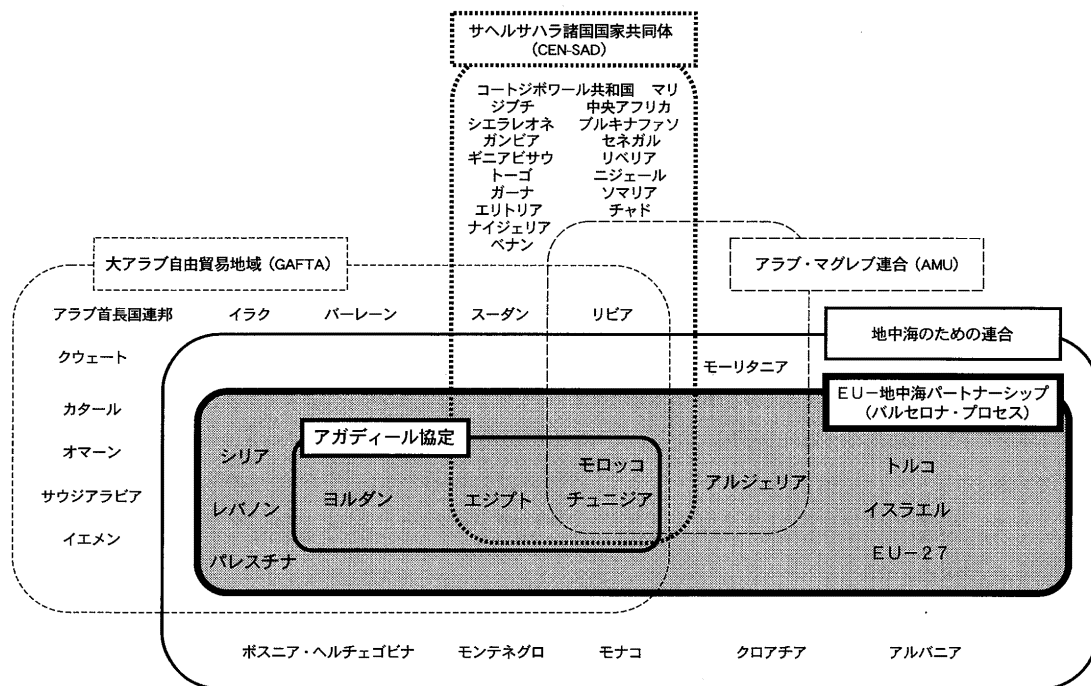 サヘルサハラ諸国国家共同体
(CEN-SAD)
コートジボワール共和国 マリ
ジブチ 中央アフリカ
シエラレオネ ブルキナファソ
ガンビア セネガル
ギニアビサウ リベリア
トーゴ ニジェール
ガーナ ソマリア
エリトリア チャド
ナイジェリア
ベナン
大アラブ自由貿易地域 (GAFTA)
アラブ・マグレブ連合 (AMU)
アラブ首長国連邦 イラク バーレーン スーダン リビア
地中海のための連合
クウェート
モーリタニア
EU-地中海パートナーシップ
(バルセロナ・プロセス)
カタール
アガディール協定
オマーン
シリア
モロッコ
トルコ
サウジアラビア
ヨルダン
エジプト
チュニジア
アルジェリア
レバノン
イスラエル
イエメン
パレスチナ
EU-27
ボスニア・ヘルチェゴビナ モンテネグロ モナコ クロアチア アルバニア